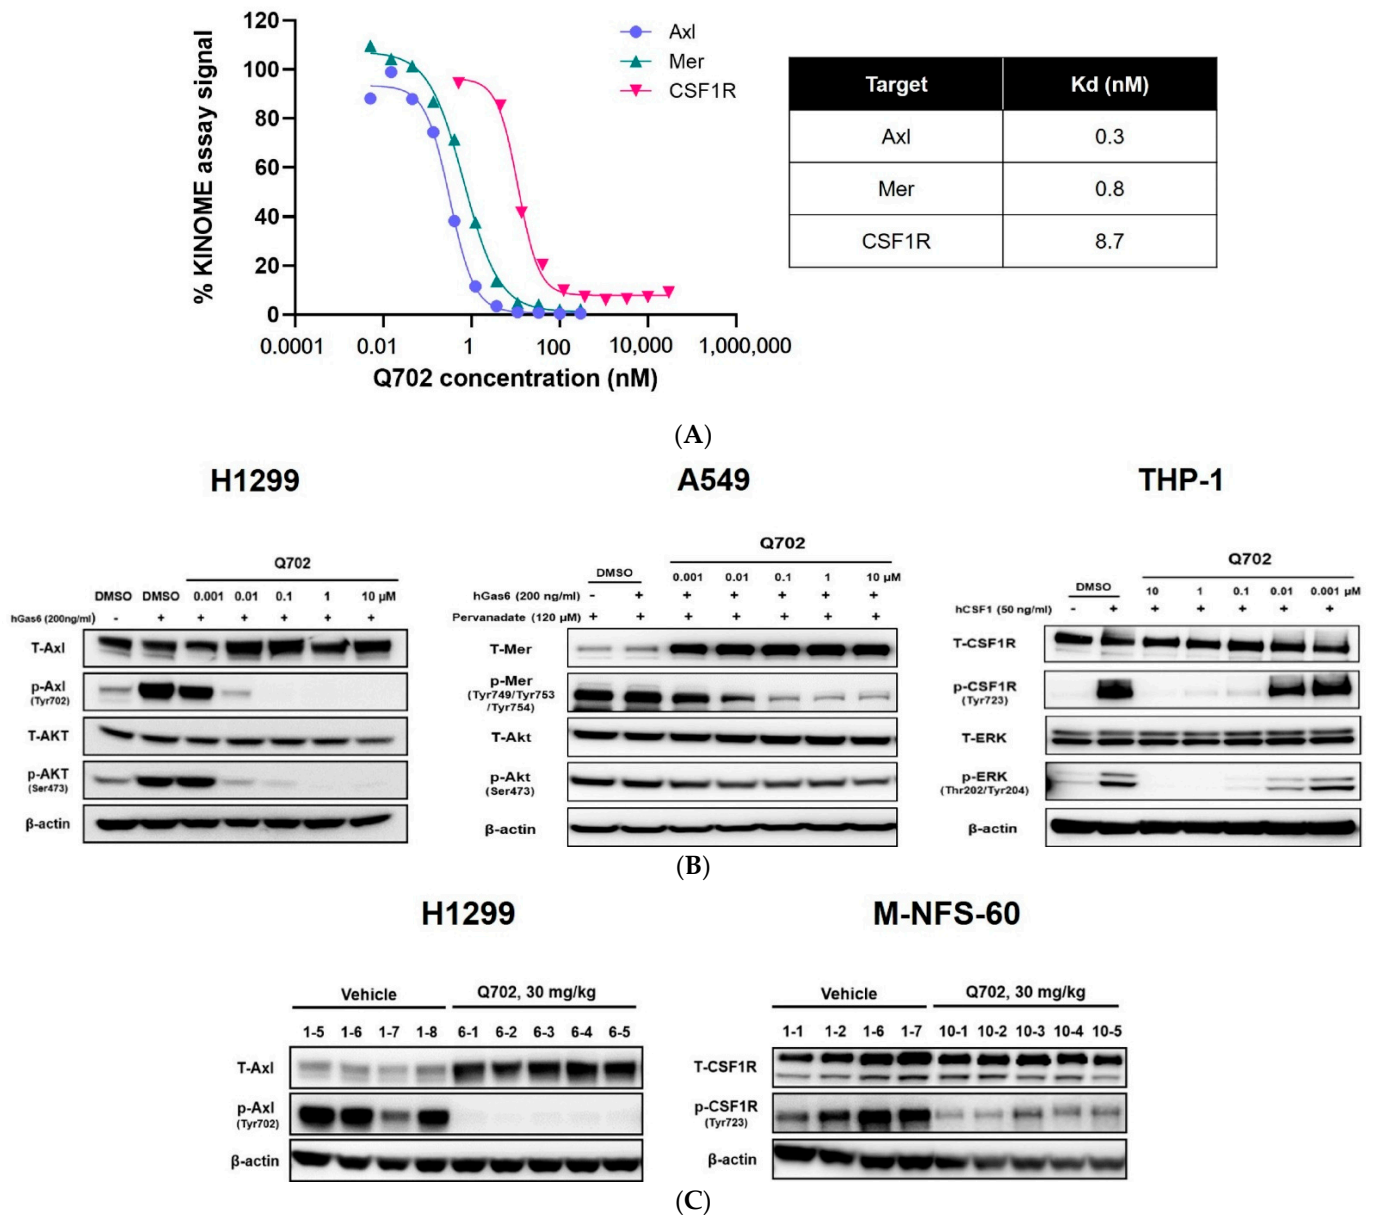 % KINOME assay signal
120
100
80
60
40
20
0
0.0001 0.01 1 100 10,000 1,000,000
Q702 concentration (nM)
Axl
Mer
CSF1R
Target Kd (nM)
Axl 0.3
Mer 0.8
CSF1R 8.7
(A)
H1299
Q702
DMSO DMSO 0.001 0.01 0.1 1 10 µM
hGas6 (200ng/ml) - + + + + + +
T-Axl
p-Axl
(Tyr702)
T-AKT
p-AKT
(Ser473)
β-actin
A549
Q702
DMSO
0.001 0.01 0.1 1 10 µM
hGas6 (200 ng/ml) - + + + + + +
Pervanadate (120 µM) + + + + + + +
T-Mer
p-Mer
(Tyr749/Tyr753
/Tyr754)
T-Akt
p-Akt
(Ser473)
β-actin
THP-1
Q702
DMSO
10 1 0.1 0.01 0.001 µM
hCSF1 (50 ng/ml) - + + + + + +
T-CSF1R
p-CSF1R
(Tyr723)
T-ERK
p-ERK
(Thr202/Tyr204)
β-actin
(B)
H1299
Vehicle Q702, 30 mg/kg
1-5 1-6 1-7 1-8 6-1 6-2 6-3 6-4 6-5
T-Axl
p-Axl
(Tyr702)
β-actin
M-NFS-60
Vehicle Q702, 30 mg/kg
1-1 1-2 1-6 1-7 10-1 10-2 10-3 10-4 10-5
T-CSF1R
p-CSF1R
(Tyr723)
β-actin
(C)